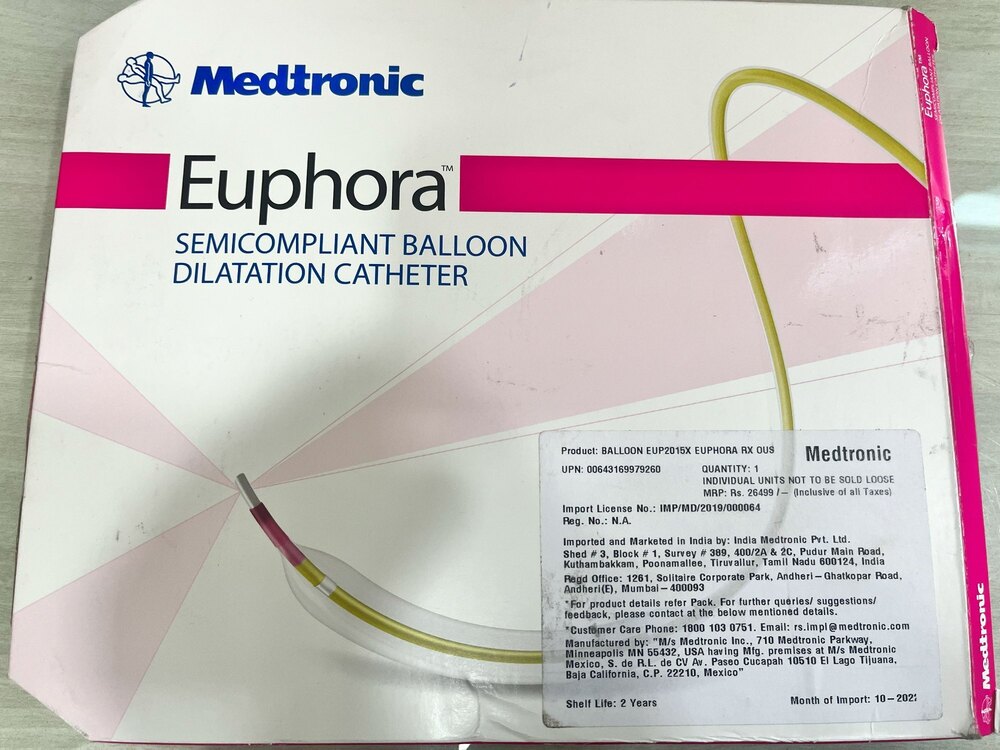 Medtronic
Euphora™
SEMICOMPLIANT BALLOON
DILATATION CATHETER
Euphora™
SEMICOMPLIANT BALLOON
DILATATION CATHETER
Product: BALLOON EUP2015X EUPHORA RX OUS
Medtronic
UPN: 00643169979260
QUANTITY: 1
INDIVIDUAL UNITS NOT TO BE SOLD LOOSE
MRP: Rs. 26499 /– (Inclusive of all Taxes)
Import License No.: IMP/MD/2019/000064
Reg. No.: N.A.
Imported and Marketed in India by: India Medtronic Pvt. Ltd.
Shed # 3, Block # 1, Survey # 389, 400/2A & 2C, Pudur Main Road,
Kuthambakkam, Poonamallee, Tiruvallur, Tamil Nadu 600124, India
Regd Office: 1261, Solitaire Corporate Park, Andheri–Ghatkopar Road,
Andheri(E), Mumbai–400093
*For product details refer Pack. For further queries/ suggestions/
feedback, please contact at the below mentioned details.
*Customer Care Phone: 1800 103 0751. Email: rs.impl@medtronic.com
Manufactured by: "M/s Medtronic Inc., 710 Medtronic Parkway,
Minneapolis MN 55432, USA having Mfg. premises at M/s Medtronic
Mexico, S. de R.L. de CV Av. Paseo Cucapah 10510 El Lago Tijuana,
Baja California, C.P. 22210, Mexico"
Shelf Life: 2 Years
Month of Import: 10–2022
Medtronic